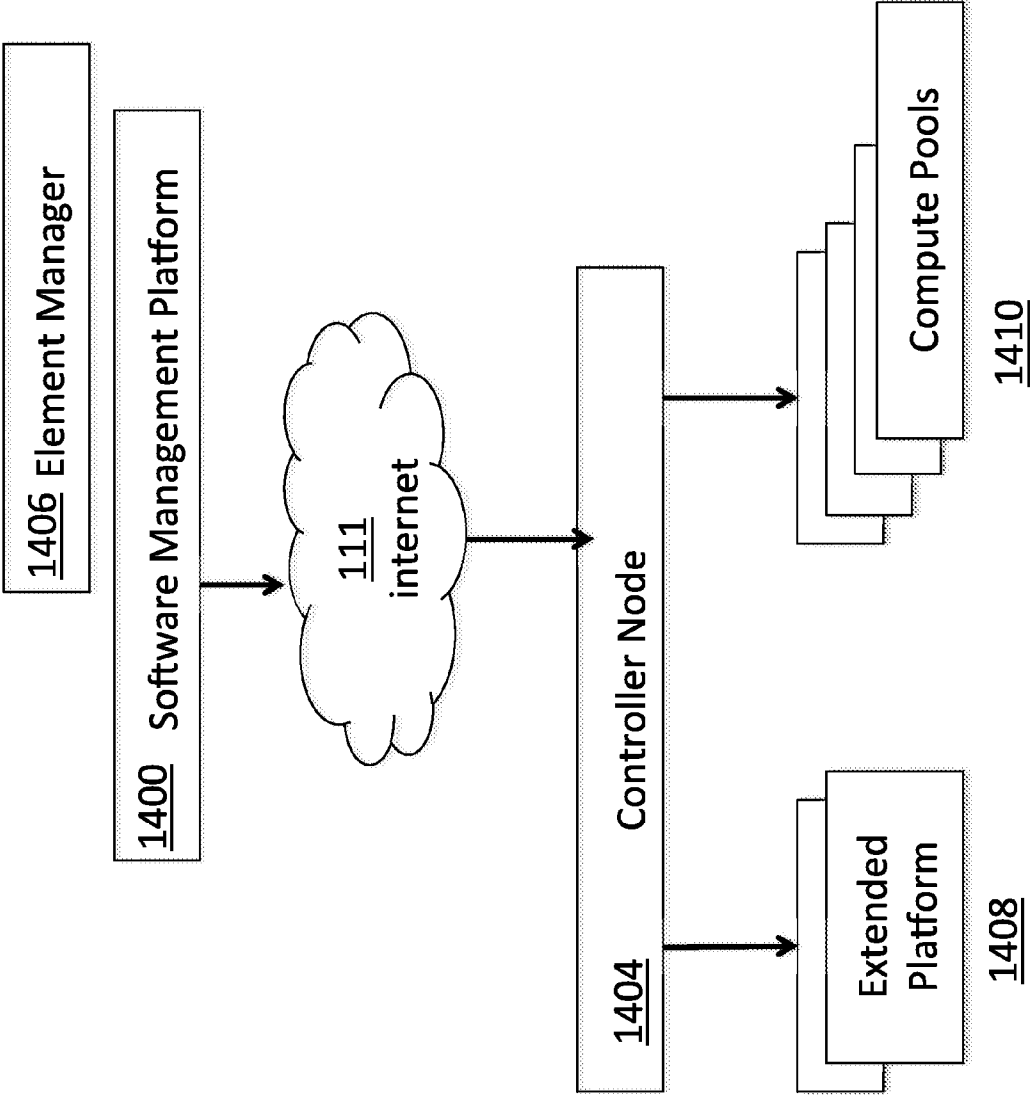 1406 Element Manager
1400 Software Management Platform
111
internet
1404 Controller Node
Extended
Platform
1408
Compute Pools
1410